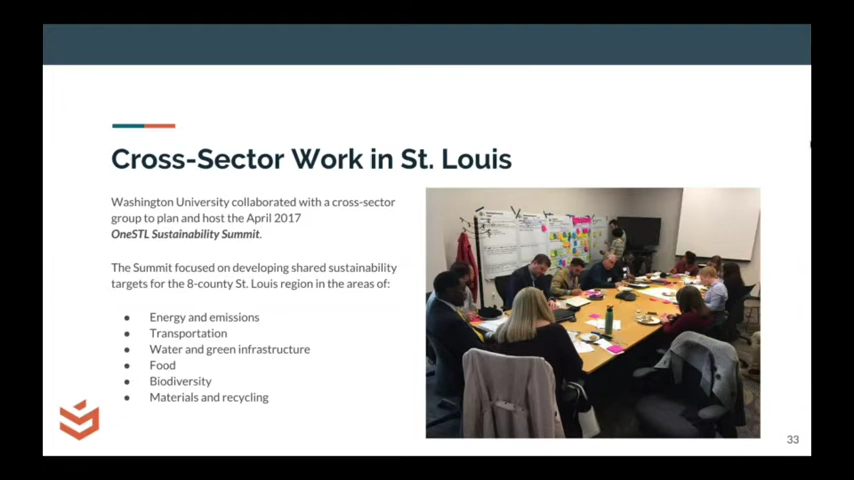 Cross-Sector Work in St. Louis
Washington University collaborated with a cross-sector
group to plan and host the April 2017
OneSTL Sustainability Summit.
The Summit focused on developing shared sustainability
targets for the 8-county St. Louis region in the areas of:
● Energy and emissions
● Transportation
● Water and green infrastructure
● Food
● Biodiversity
● Materials and recycling
33